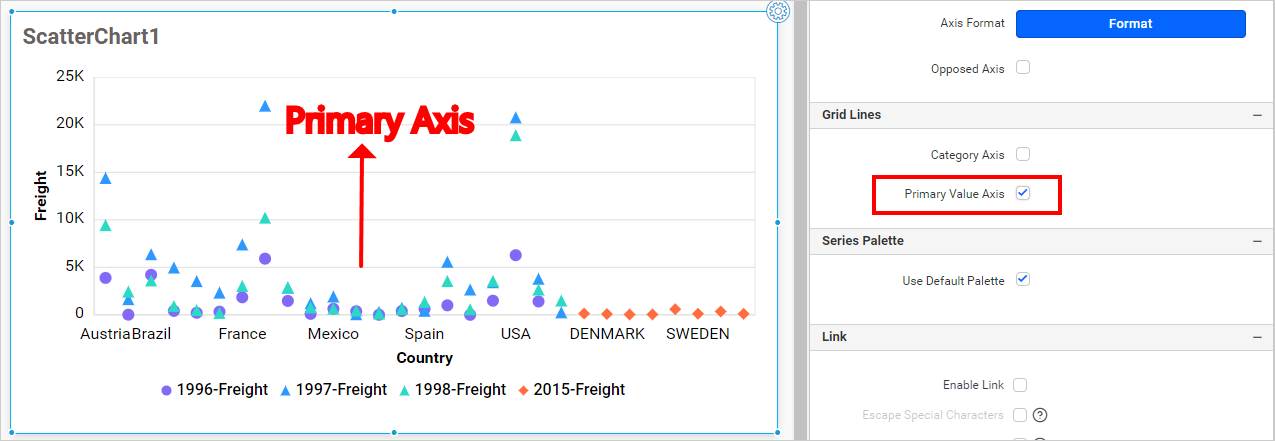 ScatterChart1
25K
Primary Axis
20K
15K
10K
5K
0
Freight
Austria Brazil France Mexico Spain USA DENMARK SWEDEN
Country
1996-Freight 1997-Freight 1998-Freight 2015-Freight
Axis Format Format
Opposed Axis
Grid Lines
Category Axis
Primary Value Axis
Series Palette
Use Default Palette
Link
Enable Link
Escape Special Characters ?